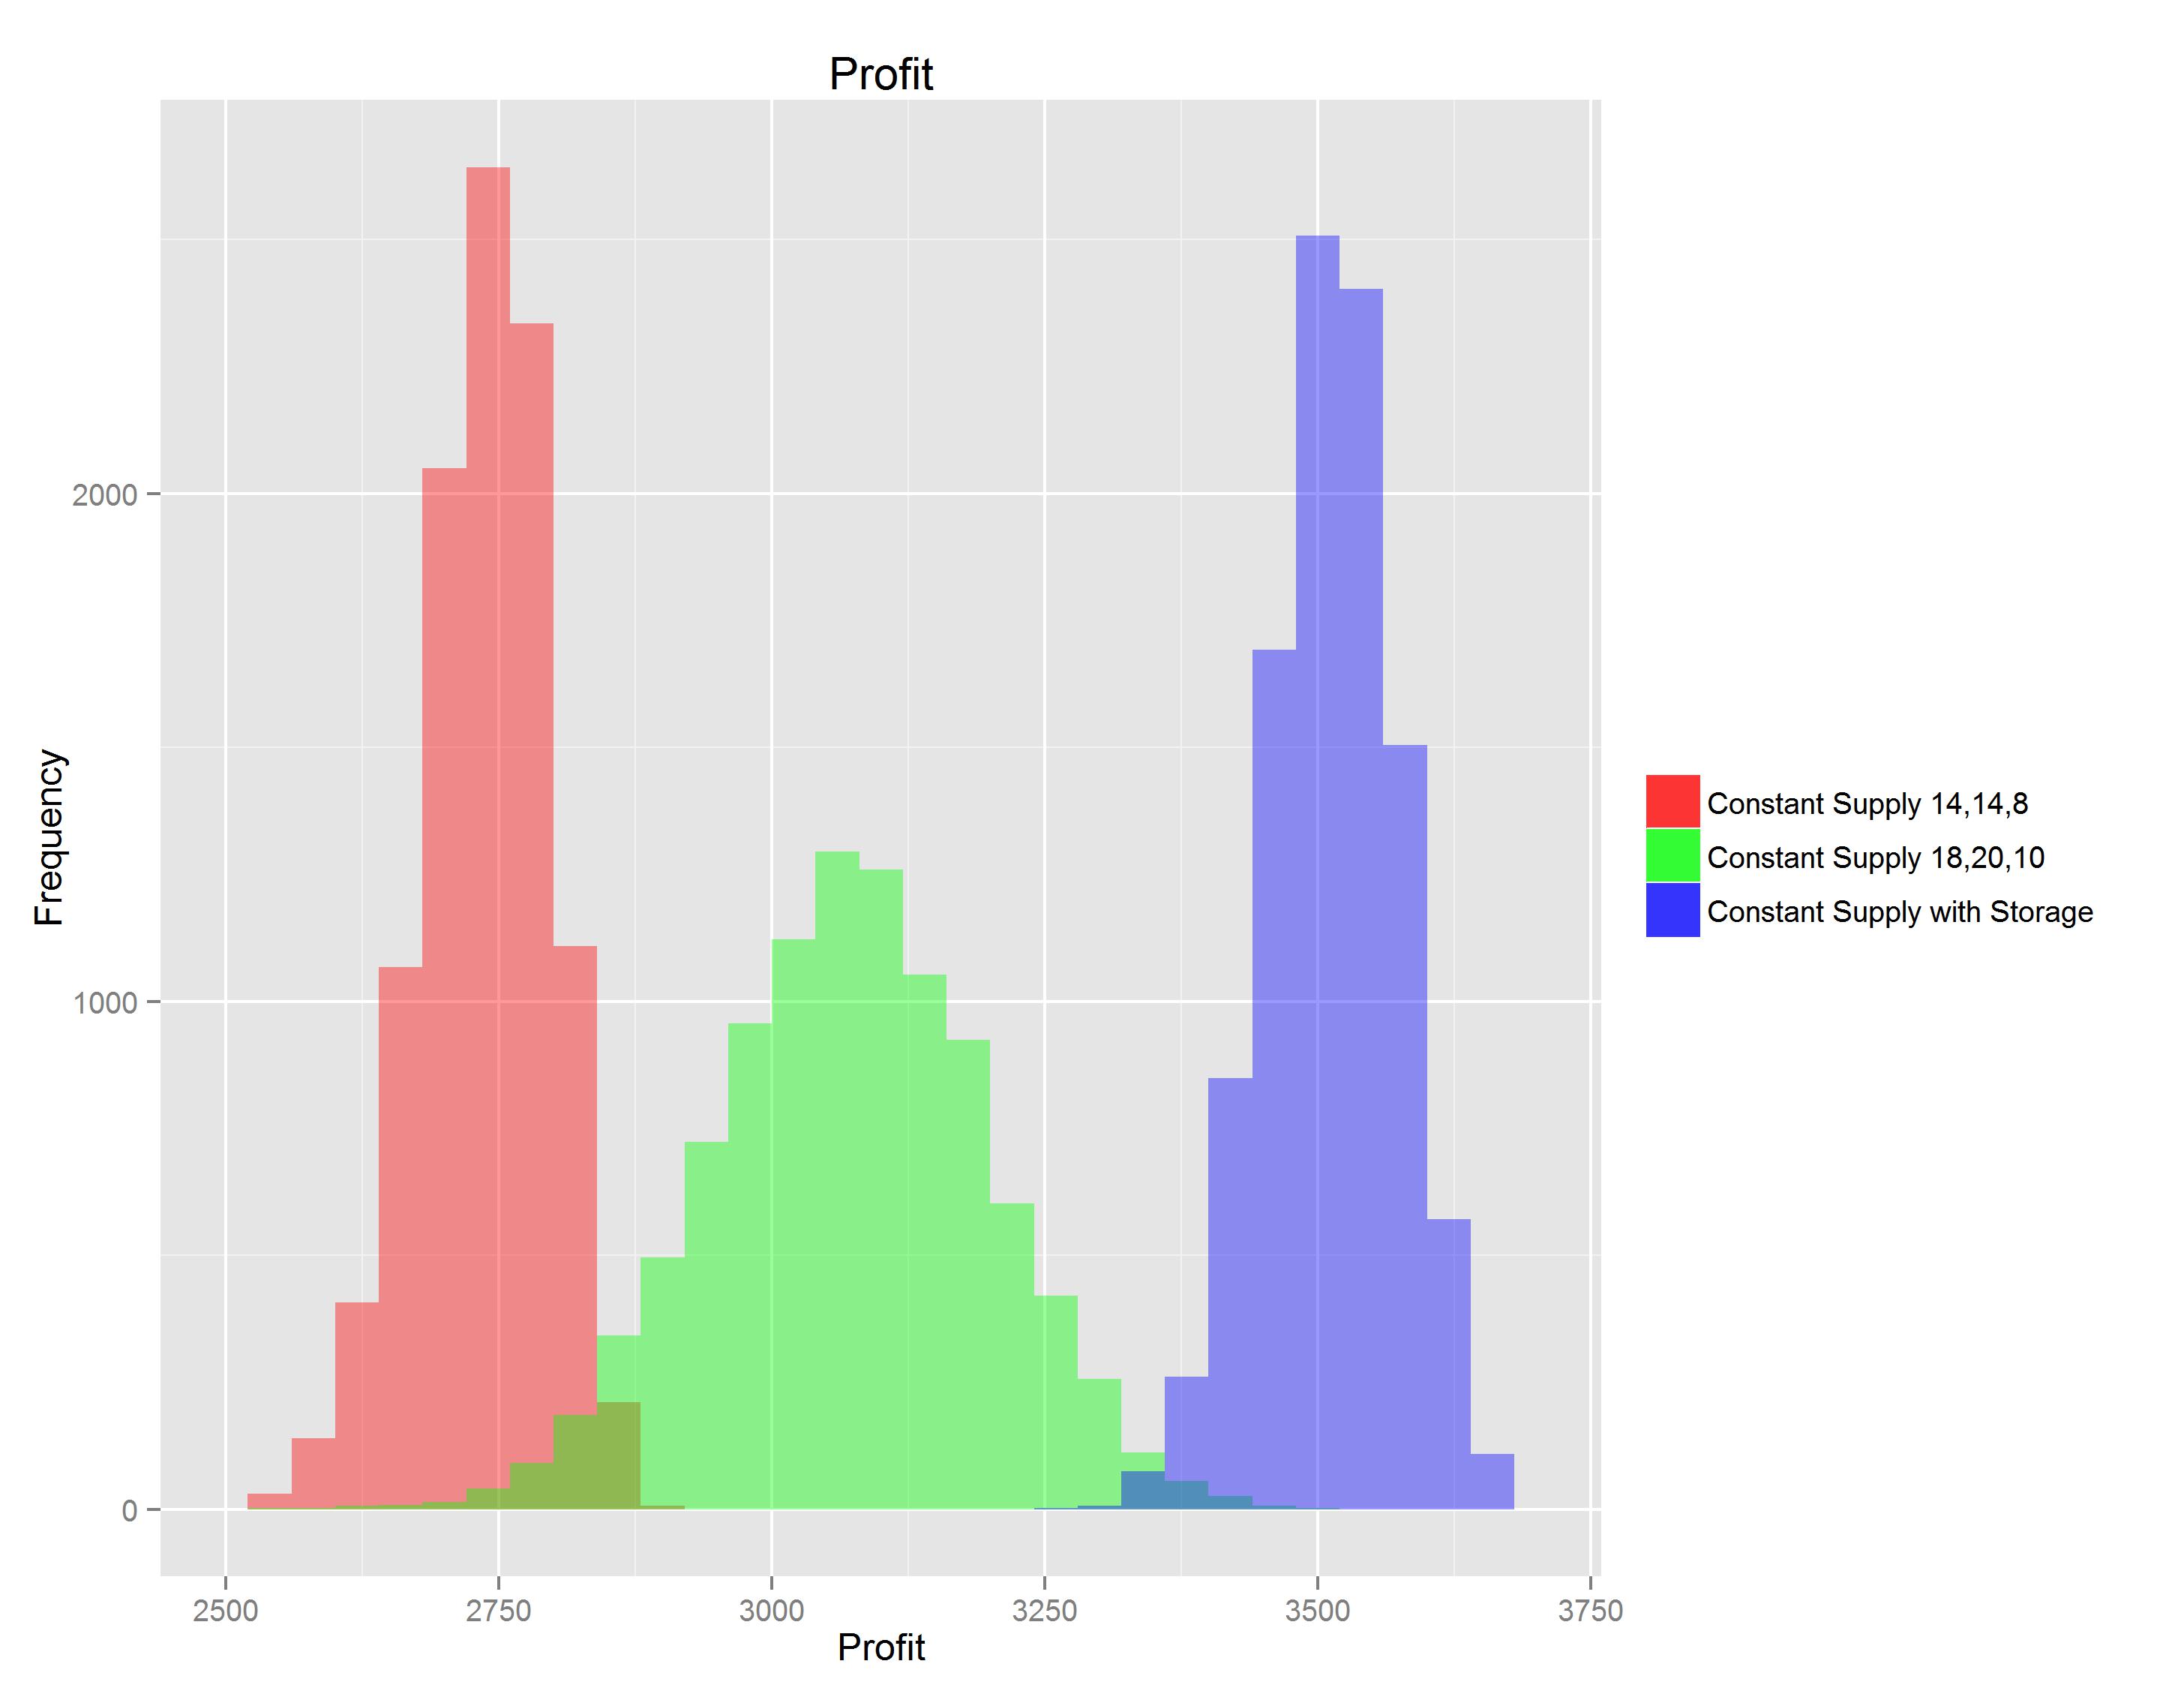 Profit
Frequency
2000
1000
0
2500 2750 3000 3250 3500 3750
Profit
Constant Supply 14,14,8
Constant Supply 18,20,10
Constant Supply with Storage